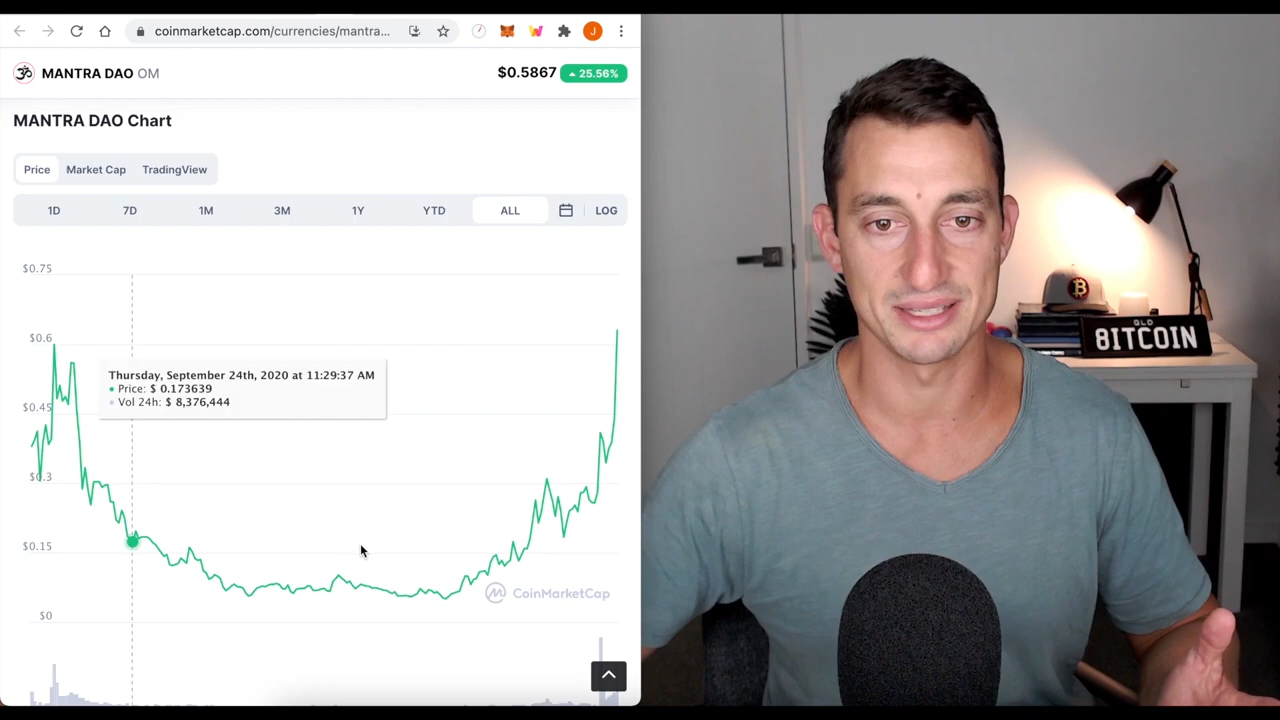 coinmarketcap.com/currencies/mantra...
J
MANTRA DAO OM
$0.5867
25.56%
MANTRA DAO Chart
Price Market Cap TradingView
1D 7D 1M 3M 1Y YTD ALL LOG
$0.75
$0.6
Thursday, September 24th, 2020 at 11:29:37 AM
Price: $ 0.173639
Vol 24h: $ 8,376,444
$0.45
$0.3
$0.15
CoinMarketCap
$0
QLD
8ITCOIN